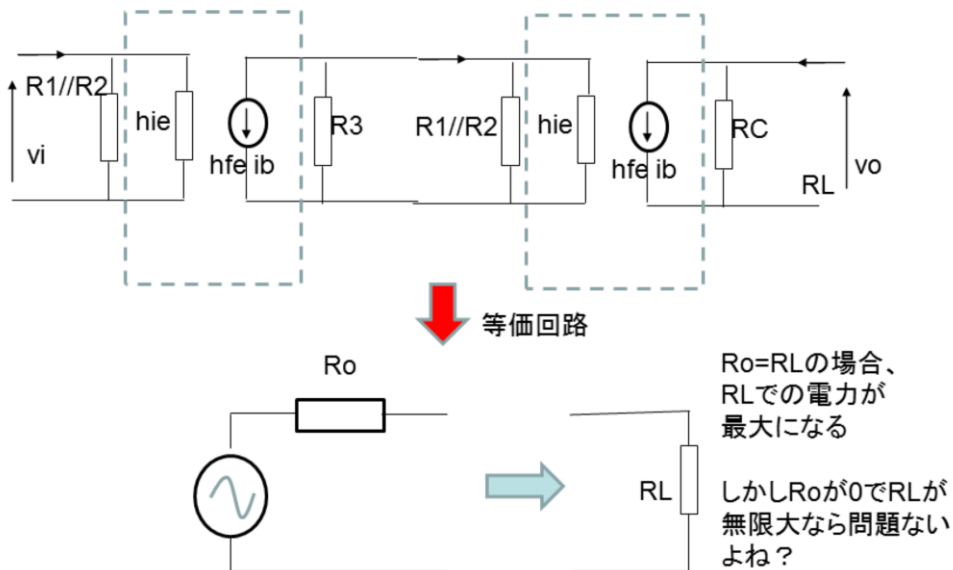 R1//R2
hie
vi
hfe ib
R3
R1//R2
hie
hfe ib
RC
RL
vo
等価回路
Ro
RL
Ro=RLの場合、
RLでの電力が
最大になる
しかしRoが0でRLが
無限大なら問題ない
よね？